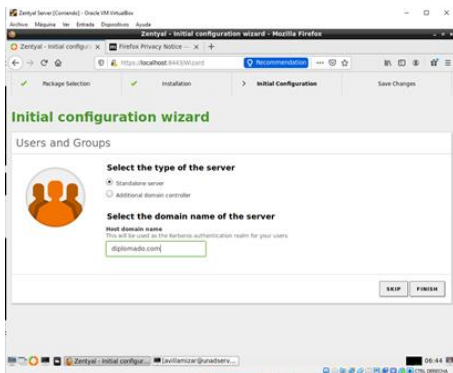 Zentyal Server [Corriendo] - Oracle VM VirtualBox
Archivo Máquina Ver Entrada Dispositivos Ayuda
Zentyal - Initial configuration wizard - Mozilla Firefox
Zentyal - Initial configura
Firefox Privacy Notice —
https://localhost:8443/Wizard
Recommendation
Package Selection
Installation
Initial Configuration
Save Changes
Initial configuration wizard
Users and Groups
Select the type of the server
Standalone server
Additional domain controller
Select the domain name of the server
Host domain name
This will be used as the Kerberos authentication realm for your users
diplomado.com
SKIP
FINISH
Zentyal - Initial configur...
06:44
CTRL DERECHA